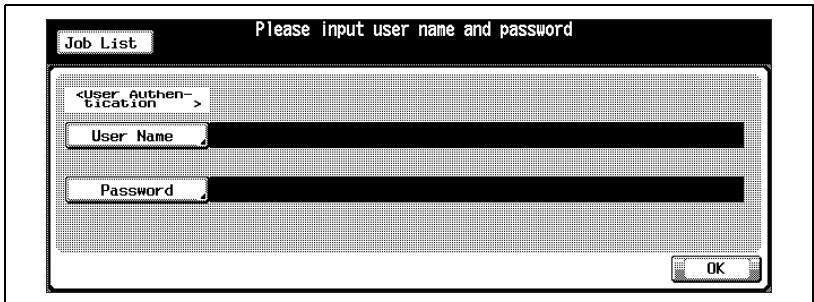 Please input user name and password
Job List
<User Authen-
tication >
User Name
Password
OK